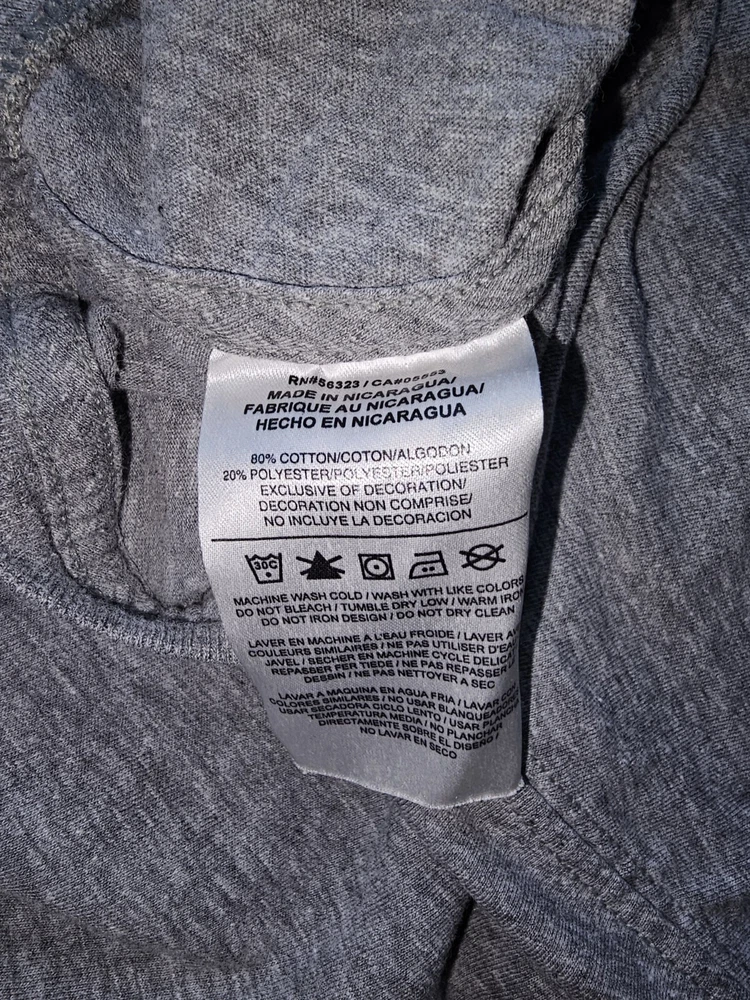 RN#56323 / CA#05553
MADE IN NICARAGUA/
FABRIQUE AU NICARAGUA/
HECHO EN NICARAGUA
80% COTTON/COTON/ALGODON
20% POLYESTER/POLYESTER/POLIESTER
EXCLUSIVE OF DECORATION/
DECORATION NON COMPRISE/
NO INCLUYE LA DECORACION
30C
MACHINE WASH COLD / WASH WITH LIKE COLORS
DO NOT BLEACH / TUMBLE DRY LOW / WARM IRON
DO NOT IRON DESIGN / DO NOT DRY CLEAN
LAVER EN MACHINE A L'EAU FROIDE / LAVER
COULEURS SIMILAIRES / NE PAS UTILISER D'EAU
JAVEL / SECHER EN MACHINE CYCLE DELICAT
REPASSER FER TIEDE / NE PAS REPASSER LE
DESSIN / NE PAS NETTOYER A SEC
LAVAR A MAQUINA EN AGUA FRIA / LAVAR CON
COLORES SIMILARES / NO USAR BLANQUEADOR
USAR SECADORA CICLO LENTO / USAR PLANCHA
TEMPERATURA MEDIA / NO PLANCHAR
DIRECTAMENTE SOBRE EL DISEÑO /
NO LAVAR EN SECO